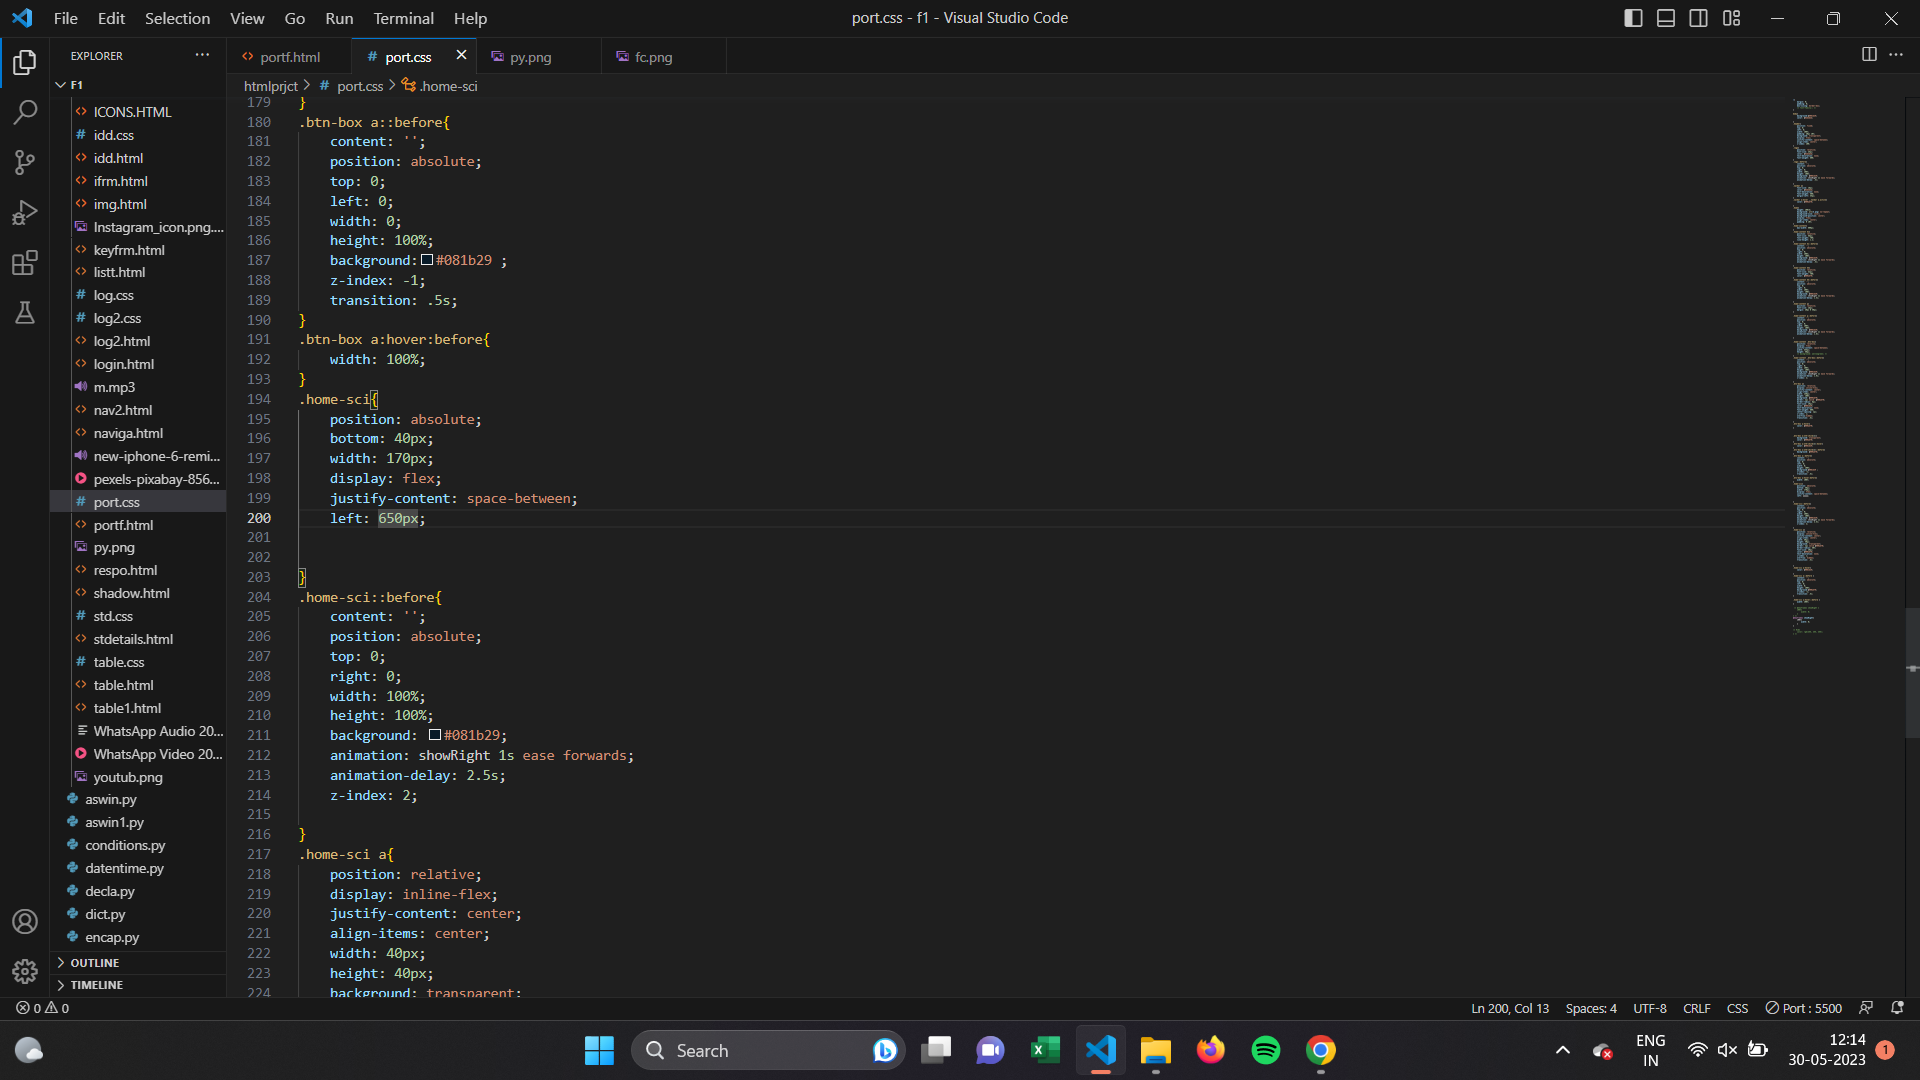 File Edit Selection View Go Run Terminal Help
port.css - f1 - Visual Studio Code
EXPLORER
F1
ICONS.HTML
idd.css
idd.html
ifrm.html
img.html
Instagram_icon.png....
keyfrm.html
listt.html
log.css
log2.css
log2.html
login.html
m.mp3
nav2.html
naviga.html
new-iphone-6-remi...
pexels-pixabay-856...
port.css
portf.html
py.png
respo.html
shadow.html
std.css
stdetails.html
table.css
table.html
table1.html
WhatsApp Audio 20...
WhatsApp Video 20...
youtub.png
aswin.py
aswin1.py
conditions.py
datentime.py
decla.py
dict.py
encap.py
OUTLINE
TIMELINE
portf.html
# port.css
py.png
fc.png
htmlprjct > # port.css > .home-sci
179 }
180 .btn-box a::before{
181 content: '';
182 position: absolute;
183 top: 0;
184 left: 0;
185 width: 0;
186 height: 100%;
187 background: #081b29 ;
188 z-index: -1;
189 transition: .5s;
190 }
191 .btn-box a:hover:before{
192 width: 100%;
193 }
194 .home-sci{
195 position: absolute;
196 bottom: 40px;
197 width: 170px;
198 display: flex;
199 justify-content: space-between;
200 left: 650px;
201
202
203 }
204 .home-sci::before{
205 content: '';
206 position: absolute;
207 top: 0;
208 right: 0;
209 width: 100%;
210 height: 100%;
211 background: #081b29;
212 animation: showRight 1s ease forwards;
213 animation-delay: 2.5s;
214 z-index: 2;
215
216 }
217 .home-sci a{
218 position: relative;
219 display: inline-flex;
220 justify-content: center;
221 align-items: center;
222 width: 40px;
223 height: 40px;
224 background: transparent;
0 0
Ln 200, Col 13 Spaces: 4 UTF-8 CRLF CSS Port : 5500
Search
ENG
IN
12:14
30-05-2023
1